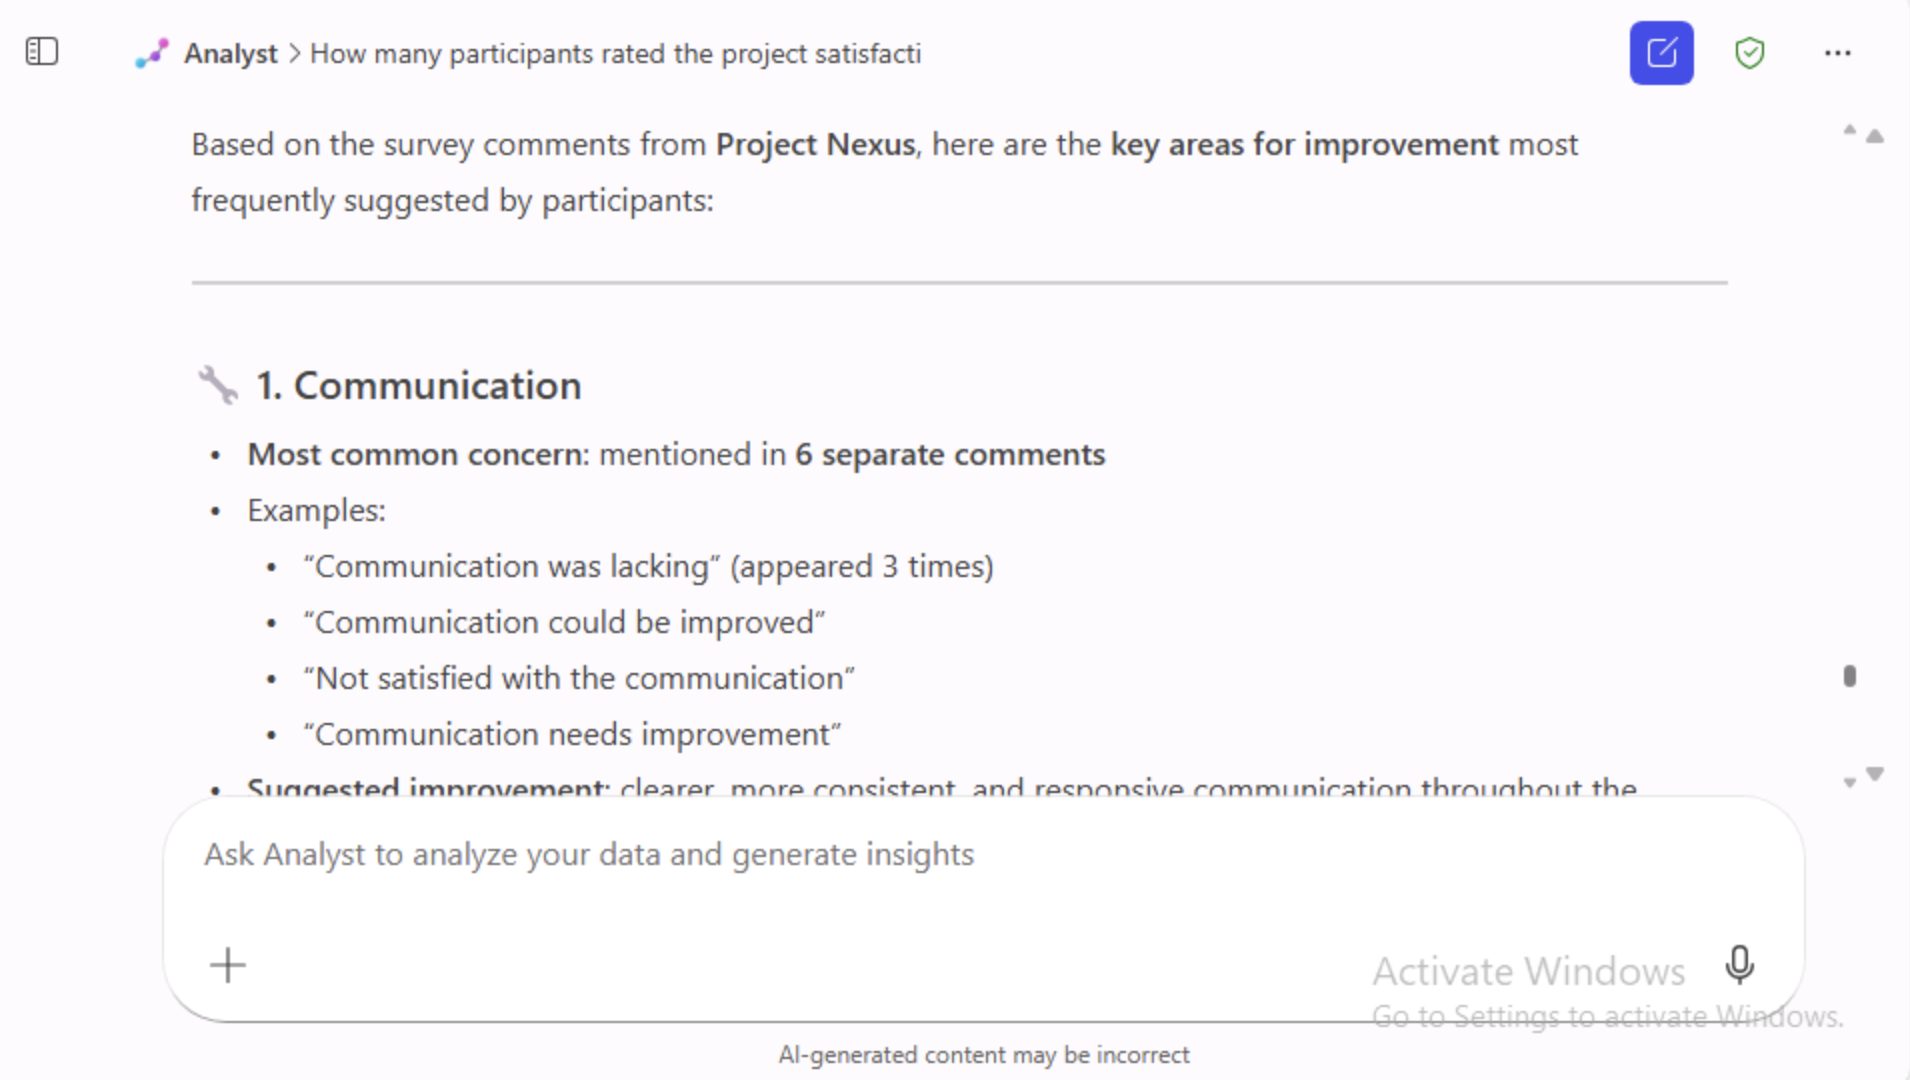 Analyst > How many participants rated the project satisfacti
Based on the survey comments from Project Nexus, here are the key areas for improvement most
frequently suggested by participants:
1. Communication
• Most common concern: mentioned in 6 separate comments
• Examples:
• “Communication was lacking” (appeared 3 times)
• “Communication could be improved”
• “Not satisfied with the communication”
• “Communication needs improvement”
• Suggested improvement: clearer, more consistent, and responsive communication throughout the
Ask Analyst to analyze your data and generate insights
Activate Windows
Go to Settings to activate Windows.
AI-generated content may be incorrect